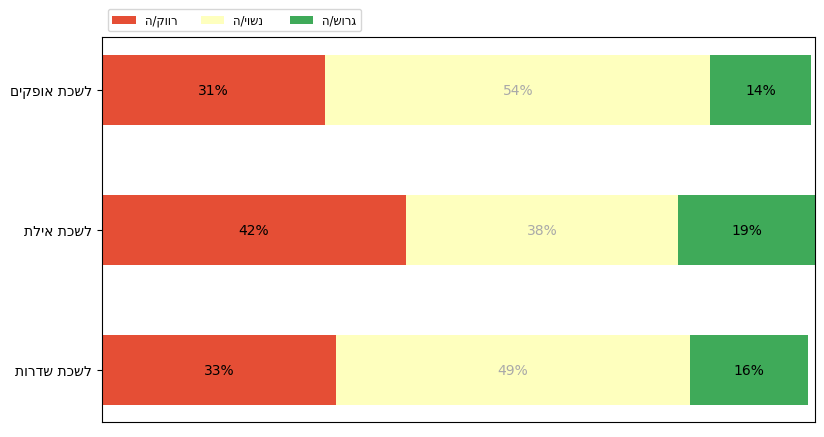 רווק/ה נשוי/ה גרוש/ה
לשכת אופקים 31% 54% 14%
לשכת אילת 42% 38% 19%
לשכת שדרות 33% 49% 16%